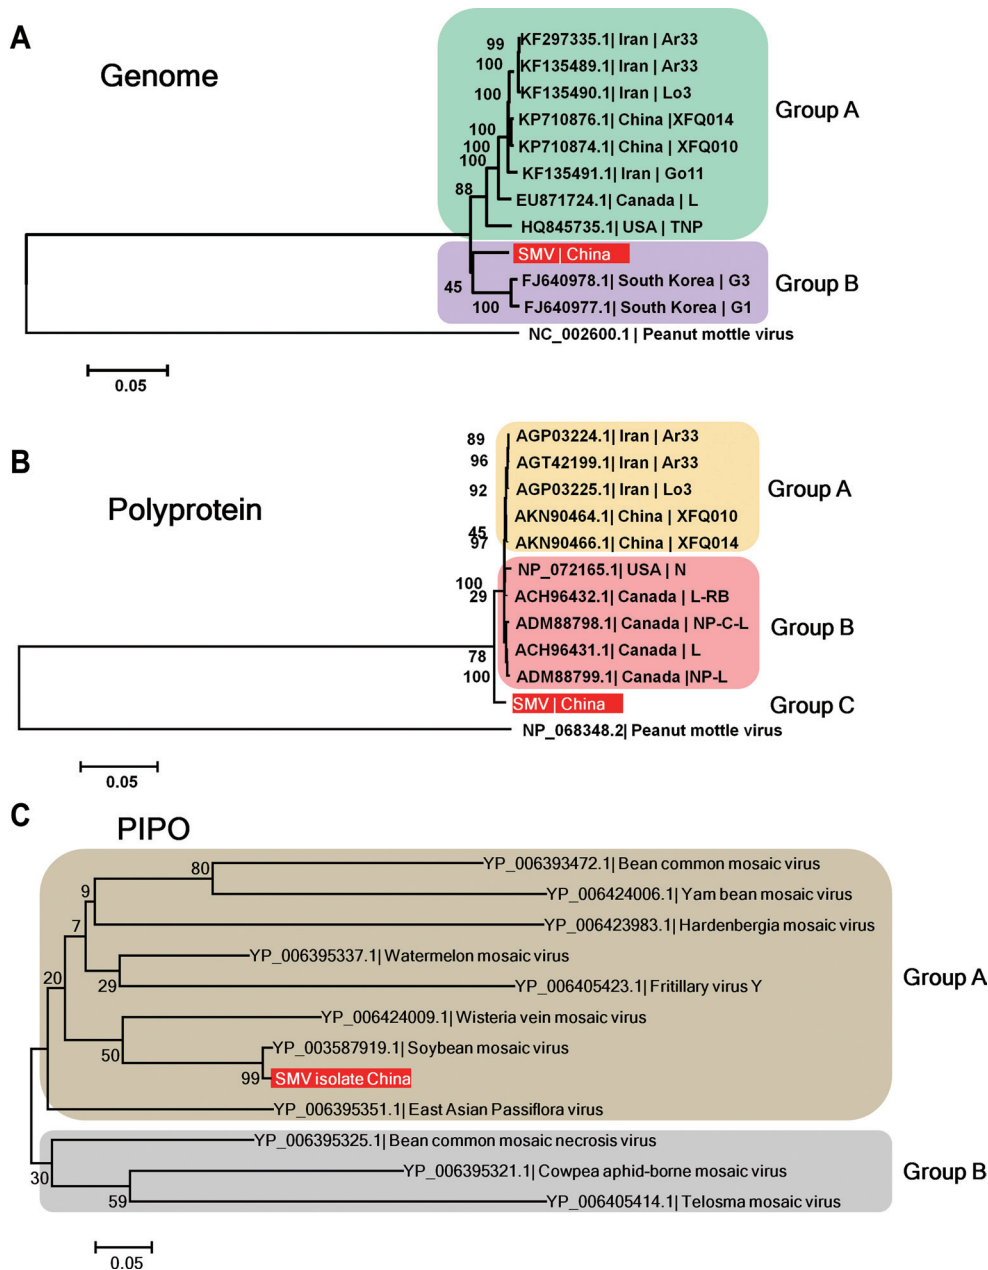 A
Genome
99
KF297335.1| Iran | Ar33
100
KF135489.1| Iran | Ar33
100
KF135490.1| Iran | Lo3
Group A
100
KP710876.1| China |XFQ014
100
KP710874.1| China | XFQ010
100
KF135491.1| Iran | Go11
88
EU871724.1| Canada | L
HQ845735.1| USA | TNP
SMV | China
45
FJ640978.1| South Korea | G3
Group B
100
FJ640977.1| South Korea | G1
NC_002600.1| Peanut mottle virus
0.05
B
Polyprotein
89
AGP03224.1| Iran | Ar33
96
AGT42199.1| Iran | Ar33
92
AGP03225.1| Iran | Lo3
Group A
AKN90464.1| China | XFQ010
45
97
AKN90466.1| China | XFQ014
NP_072165.1| USA | N
100
29
ACH96432.1| Canada | L-RB
ADM88798.1| Canada | NP-C-L
Group B
78
ACH96431.1| Canada | L
100
ADM88799.1| Canada |NP-L
SMV | China
Group C
NP_068348.2| Peanut mottle virus
0.05
C
PIPO
80
YP_006393472.1| Bean common mosaic virus
9
YP_006424006.1| Yam bean mosaic virus
7
YP_006423983.1| Hardenbergia mosaic virus
YP_006395337.1| Watermelon mosaic virus
20
29
YP_006405423.1| Fritillary virus Y
Group A
YP_006424009.1| Wisteria vein mosaic virus
50
YP_003587919.1| Soybean mosaic virus
99
SMV isolate China
YP_006395351.1| East Asian Passiflora virus
YP_006395325.1| Bean common mosaic necrosis virus
30
YP_006395321.1| Cowpea aphid-borne mosaic virus
Group B
59
YP_006405414.1| Telosma mosaic virus
0.05